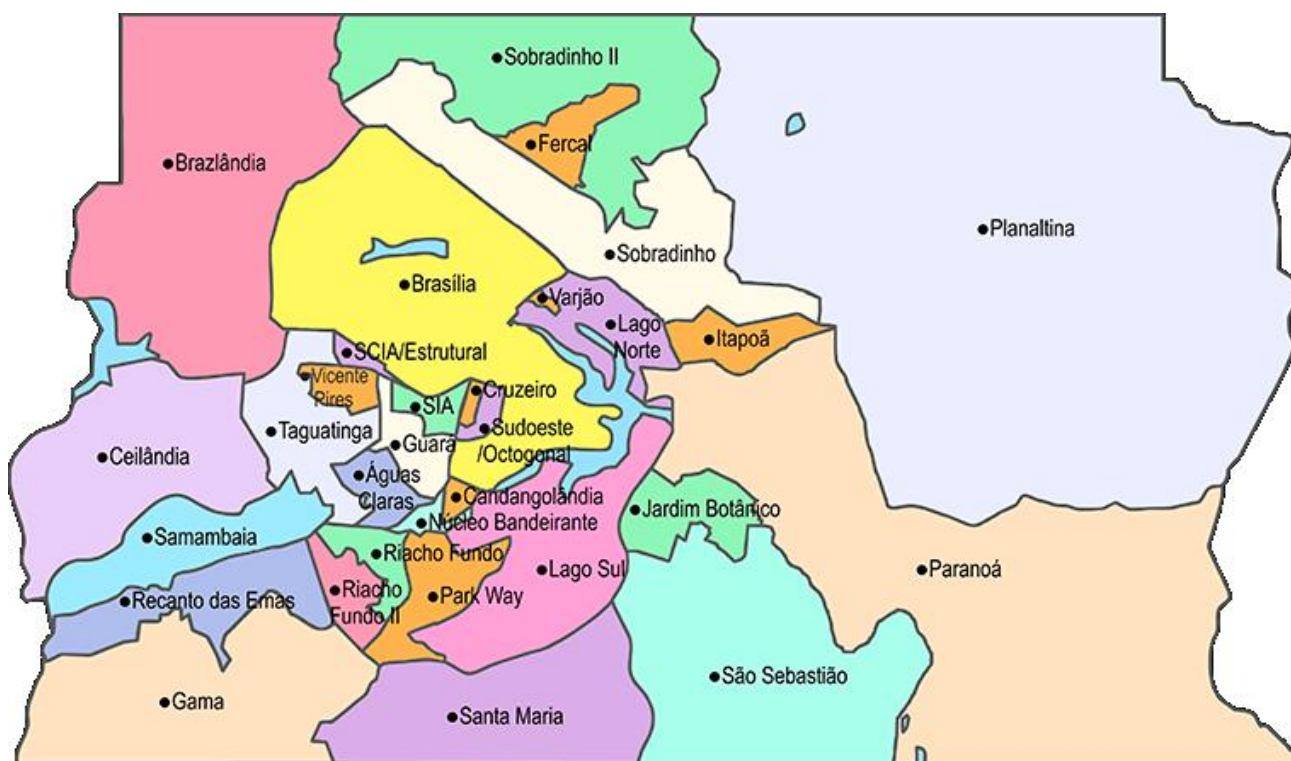 Sobradinho II
Fercal
Brazlândia
Planaltina
Sobradinho
Brasília
Varjão
Lago
Norte
Itapoã
SCIA/Estrutural
Vicente
Pires
Cruzeiro
SIA
Sudoeste
/Octogonal
Taguatinga
Guará
Ceilândia
Águas
Claras
Candangolândia
Jardim Botânico
Núcleo Bandeirante
Samambaia
Riacho Fundo
Lago Sul
Paranoá
Riacho
Fundo II
Park Way
Recanto das Emas
São Sebastião
Gama
Santa Maria